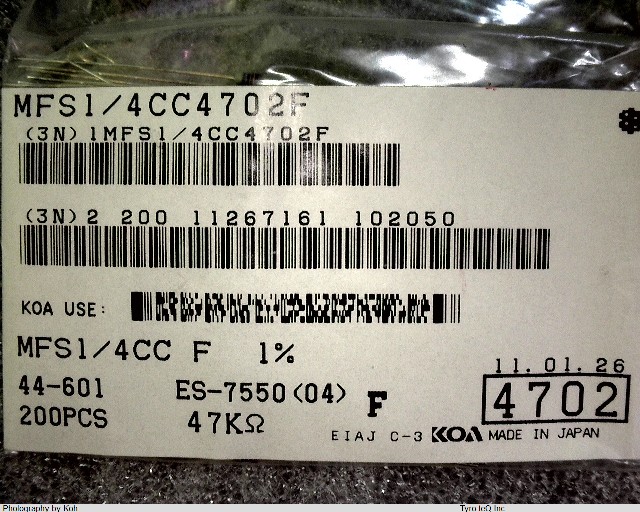 MFS1/4CC4702F
(3N) 1MFS1/4CC4702F
(3N) 2 200 11267161 102050
KOA USE:
MFS1/4CC F 1%
11.01.26
44-601 ES-7550(04) F 4702
200PCS 47KΩ
EIAJ C-3 KOA MADE IN JAPAN
Photography by Koh Tyro teQ Inc